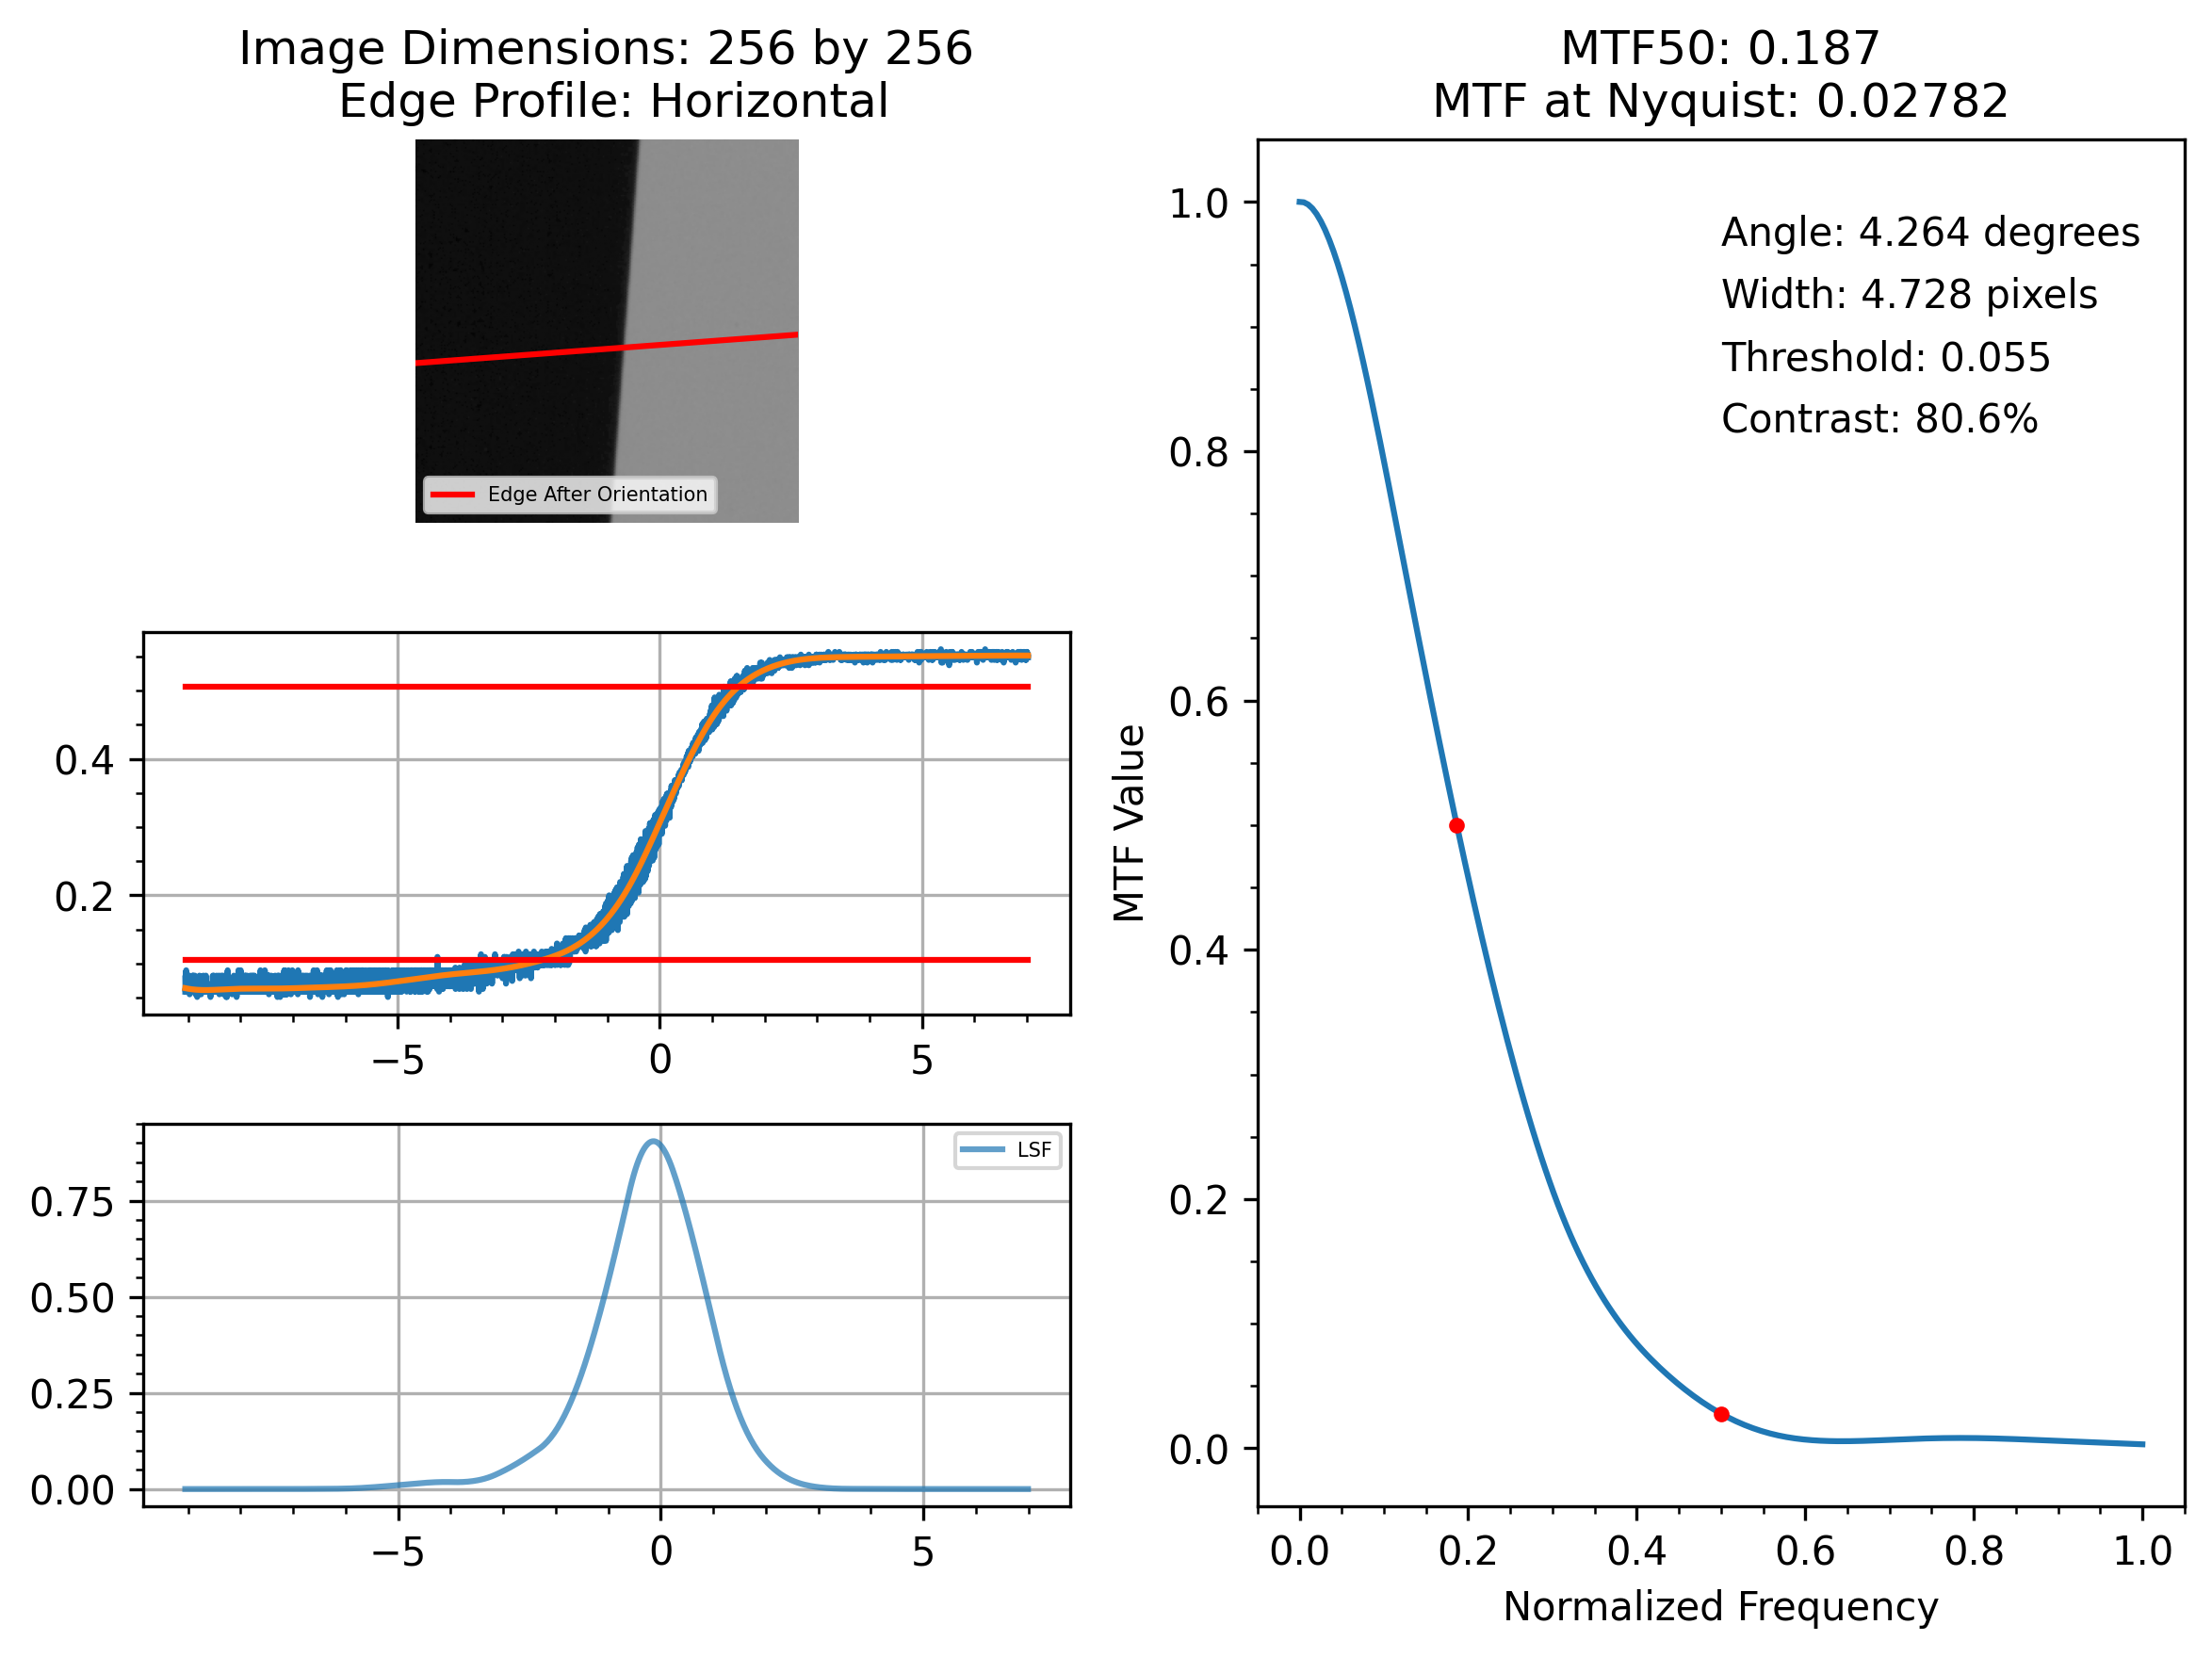 Image Dimensions: 256 by 256
Edge Profile: Horizontal
Edge After Orientation
0.4
0.2
−5
0
5
LSF
0.75
0.50
0.25
0.00
−5
0
5
MTF50: 0.187
MTF at Nyquist: 0.02782
Angle: 4.264 degrees
Width: 4.728 pixels
Threshold: 0.055
Contrast: 80.6%
MTF Value
1.0
0.8
0.6
0.4
0.2
0.0
0.0
0.2
0.4
0.6
0.8
1.0
Normalized Frequency